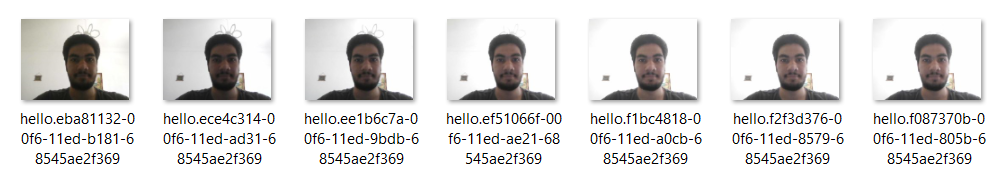 hello.eba81132-0
0f6-11ed-b181-6
8545ae2f369
hello.ece4c314-0
0f6-11ed-ad31-6
8545ae2f369
hello.ee1b6c7a-0
0f6-11ed-9bdb-6
8545ae2f369
hello.ef51066f-00
f6-11ed-ae21-68
545ae2f369
hello.f1bc4818-0
0f6-11ed-a0cb-6
8545ae2f369
hello.f2f3d376-0
0f6-11ed-8579-6
8545ae2f369
hello.f087370b-0
0f6-11ed-805b-6
8545ae2f369